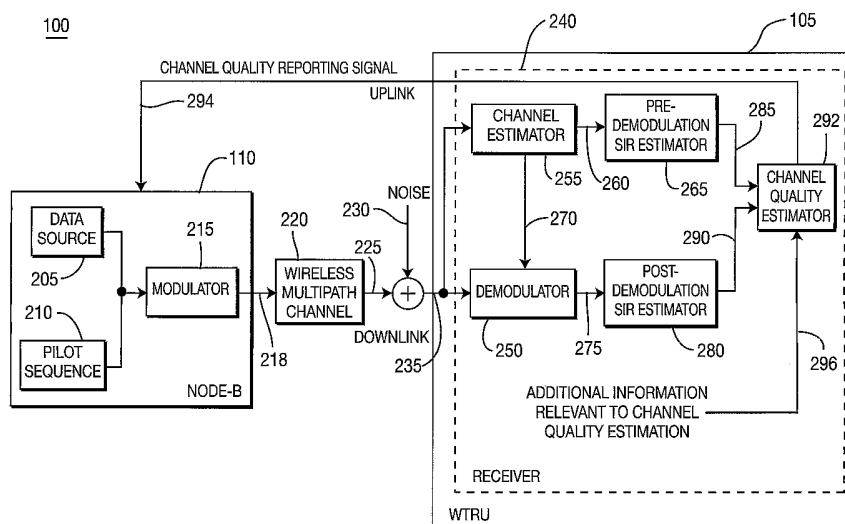 100
240
105
CHANNEL QUALITY REPORTING SIGNAL
UPLINK
294
110
DATA
SOURCE
205
215
MODULATOR
210
PILOT
SEQUENCE
NODE-B
218
220
WIRELESS
MULTIPATH
CHANNEL
225
NOISE
230
+
DOWNLINK
235
CHANNEL
ESTIMATOR
255
260
PRE-
DEMODULATION
SIR ESTIMATOR
265
285
292
CHANNEL
QUALITY
ESTIMATOR
270
290
DEMODULATOR
250
275
POST-
DEMODULATION
SIR ESTIMATOR
280
296
ADDITIONAL INFORMATION
RELEVANT TO CHANNEL
QUALITY ESTIMATION
RECEIVER
WTRU